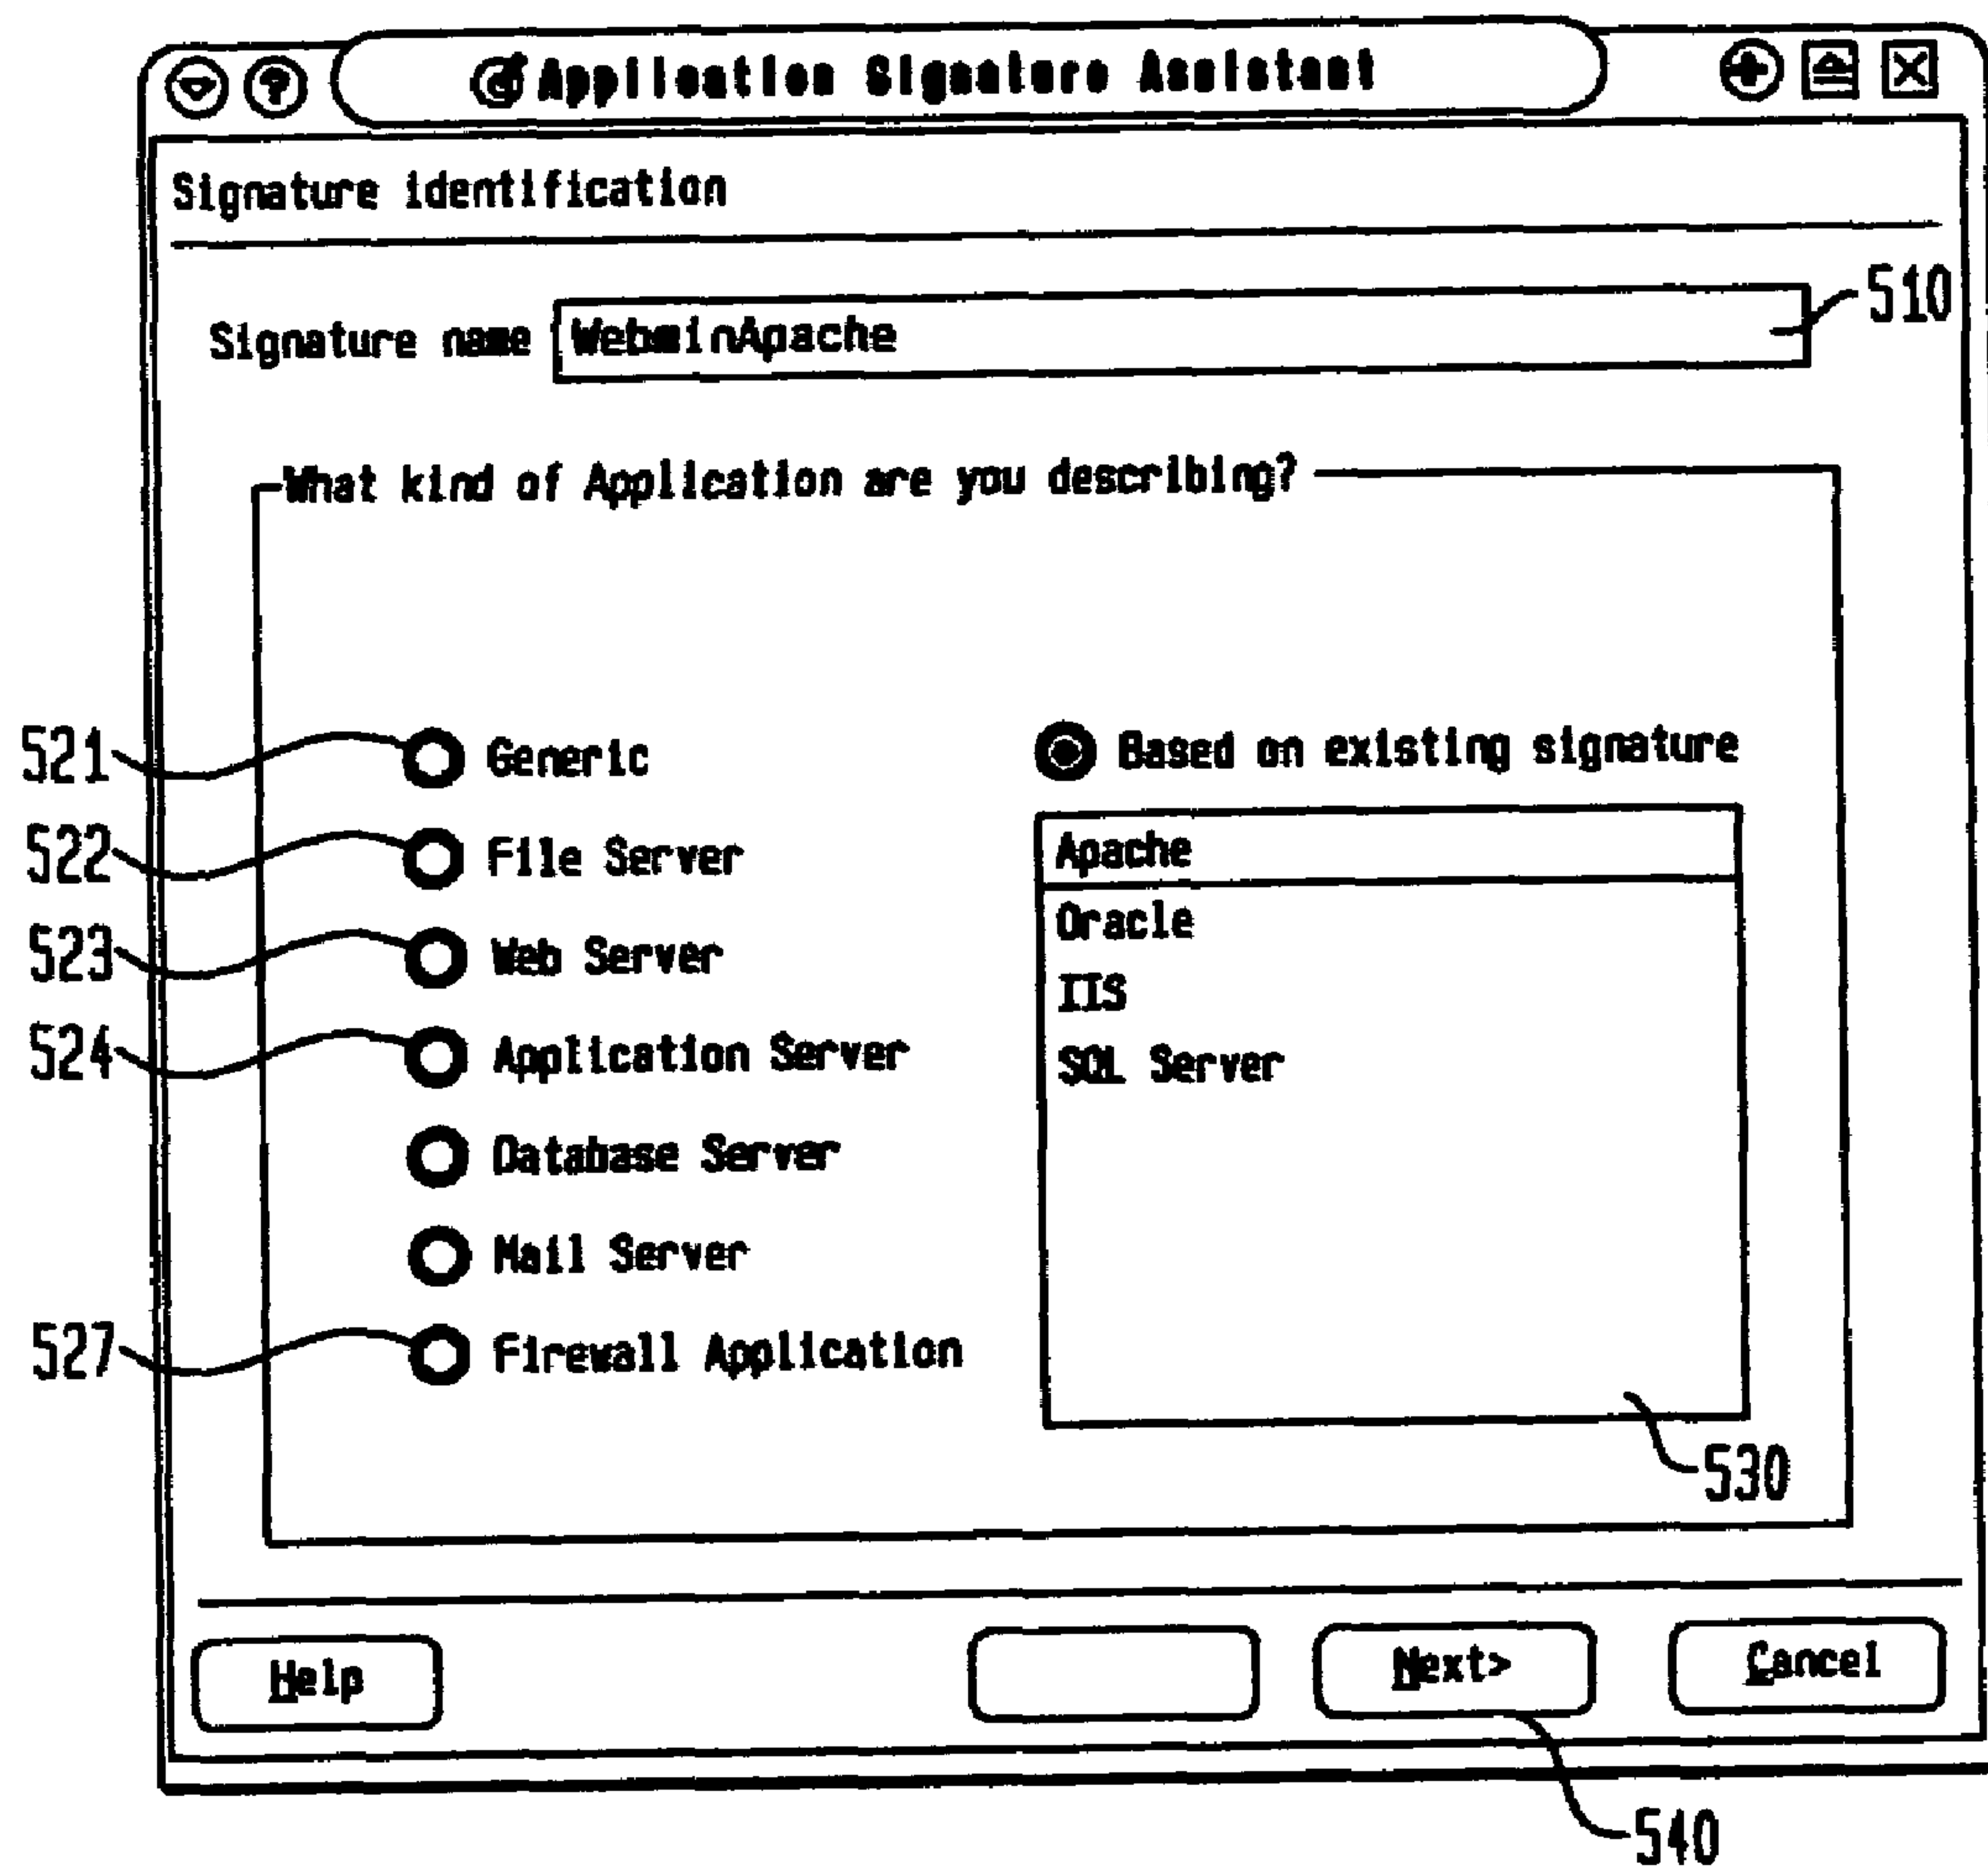 Application Signature Assistant
Signature identification
Signature name WebminApache 510
What kind of Application are you describing?
521 Generic
522 File Server
523 Web Server
524 Application Server
Database Server
Mail Server
527 Firewall Application
Based on existing signature
Apache
Oracle
IIS
SQL Server
530
Help
Next>
Cancel
540